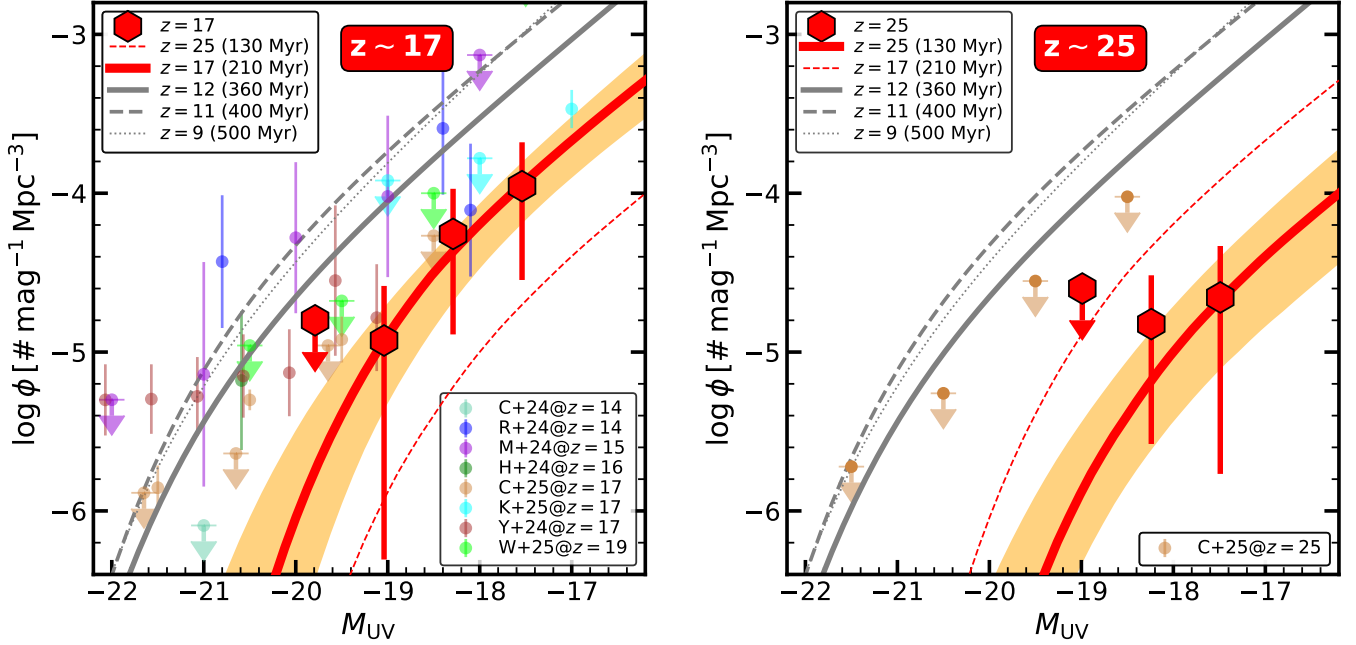 z = 17
z = 25 (130 Myr)
z = 17 (210 Myr)
z = 12 (360 Myr)
z = 11 (400 Myr)
z = 9 (500 Myr)
z ~ 17
−3
−4
−5
−6
log ϕ [# mag⁻¹ Mpc⁻³]
C+24@z = 14
R+24@z = 14
M+24@z = 15
H+24@z = 16
C+25@z = 17
K+25@z = 17
Y+24@z = 17
W+25@z = 19
−22 −21 −20 −19 −18 −17
M_UV
z = 25
z = 25 (130 Myr)
z = 17 (210 Myr)
z = 12 (360 Myr)
z = 11 (400 Myr)
z = 9 (500 Myr)
z ~ 25
−3
−4
−5
−6
log ϕ [# mag⁻¹ Mpc⁻³]
C+25@z = 25
−22 −21 −20 −19 −18 −17
M_UV